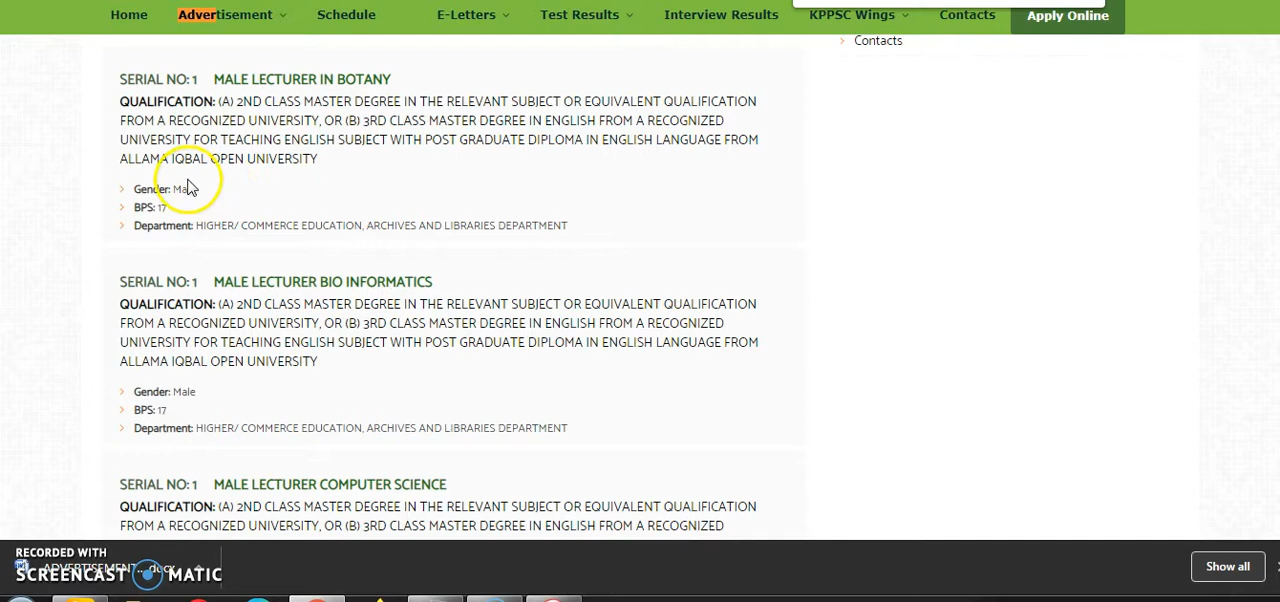 Home Advertisement Schedule E-Letters Test Results Interview Results KPPSC Wings Contacts Apply Online
Contacts
SERIAL NO: 1 MALE LECTURER IN BOTANY
QUALIFICATION: (A) 2ND CLASS MASTER DEGREE IN THE RELEVANT SUBJECT OR EQUIVALENT QUALIFICATION
FROM A RECOGNIZED UNIVERSITY, OR (B) 3RD CLASS MASTER DEGREE IN ENGLISH FROM A RECOGNIZED
UNIVERSITY FOR TEACHING ENGLISH SUBJECT WITH POST GRADUATE DIPLOMA IN ENGLISH LANGUAGE FROM
ALLAMA IQBAL OPEN UNIVERSITY
Gender: Male
BPS: 17
Department: HIGHER/ COMMERCE EDUCATION, ARCHIVES AND LIBRARIES DEPARTMENT
SERIAL NO: 1 MALE LECTURER BIO INFORMATICS
QUALIFICATION: (A) 2ND CLASS MASTER DEGREE IN THE RELEVANT SUBJECT OR EQUIVALENT QUALIFICATION
FROM A RECOGNIZED UNIVERSITY, OR (B) 3RD CLASS MASTER DEGREE IN ENGLISH FROM A RECOGNIZED
UNIVERSITY FOR TEACHING ENGLISH SUBJECT WITH POST GRADUATE DIPLOMA IN ENGLISH LANGUAGE FROM
ALLAMA IQBAL OPEN UNIVERSITY
Gender: Male
BPS: 17
Department: HIGHER/ COMMERCE EDUCATION, ARCHIVES AND LIBRARIES DEPARTMENT
SERIAL NO: 1 MALE LECTURER COMPUTER SCIENCE
QUALIFICATION: (A) 2ND CLASS MASTER DEGREE IN THE RELEVANT SUBJECT OR EQUIVALENT QUALIFICATION
FROM A RECOGNIZED UNIVERSITY, OR (B) 3RD CLASS MASTER DEGREE IN ENGLISH FROM A RECOGNIZED
RECORDED WITH
ADVERTISEMENT....docx
SCREENCAST MATIC
Show all